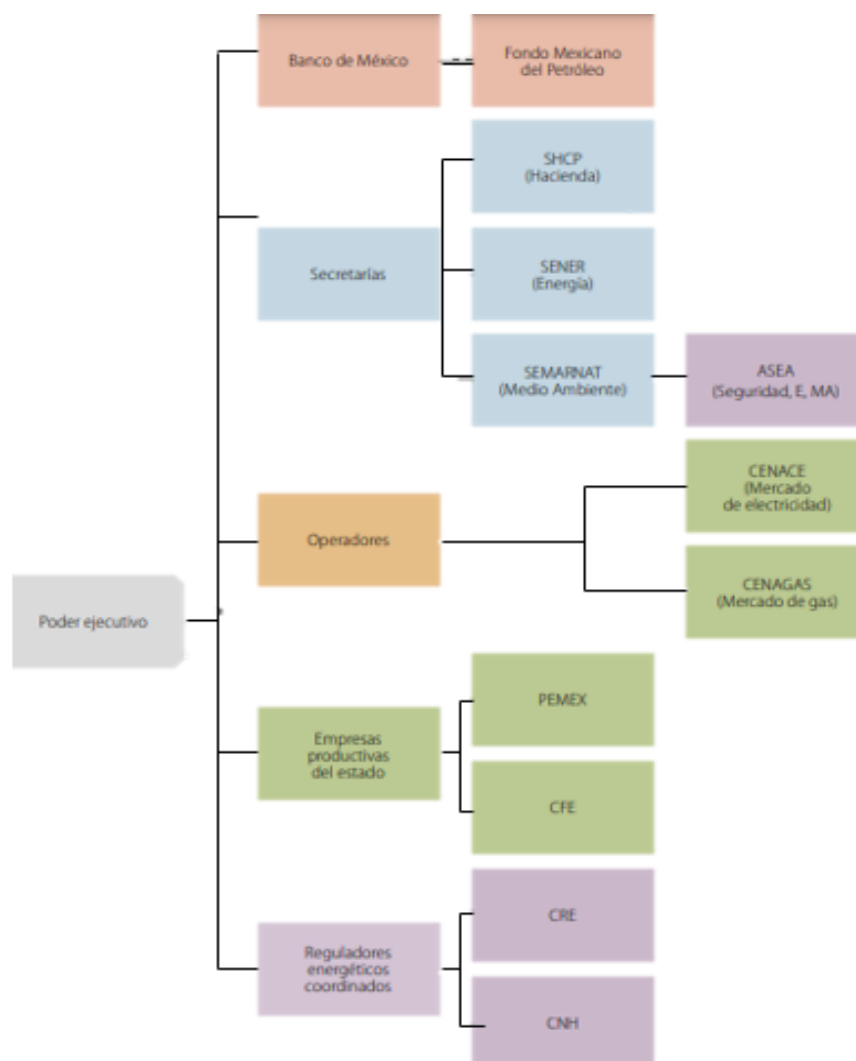 Banco de México
Fondo Mexicano
del Petróleo
SHCP
(Hacienda)
Secretarías
SENER
(Energía)
SEMARNAT
(Medio Ambiente)
ASEA
(Seguridad, E, MA)
CENACE
(Mercado
de electricidad)
Operadores
CENAGAS
(Mercado de gas)
Poder ejecutivo
PEMEX
Empresas
productivas
del estado
CFE
CRE
Reguladores
energéticos
coordinados
CNH